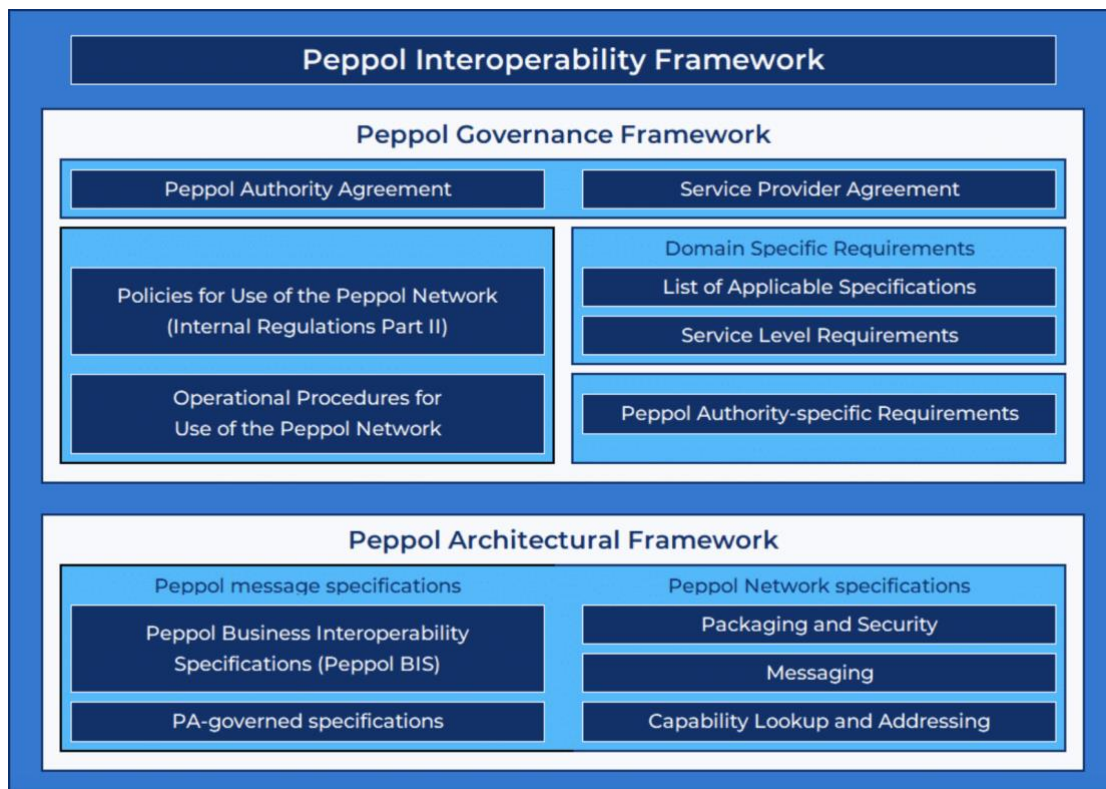 Peppol Interoperability Framework
Peppol Governance Framework
Peppol Authority Agreement
Service Provider Agreement
Policies for Use of the Peppol Network
(Internal Regulations Part II)
Operational Procedures for
Use of the Peppol Network
Domain Specific Requirements
List of Applicable Specifications
Service Level Requirements
Peppol Authority-specific Requirements
Peppol Architectural Framework
Peppol message specifications
Peppol Business Interoperability
Specifications (Peppol BIS)
PA-governed specifications
Peppol Network specifications
Packaging and Security
Messaging
Capability Lookup and Addressing